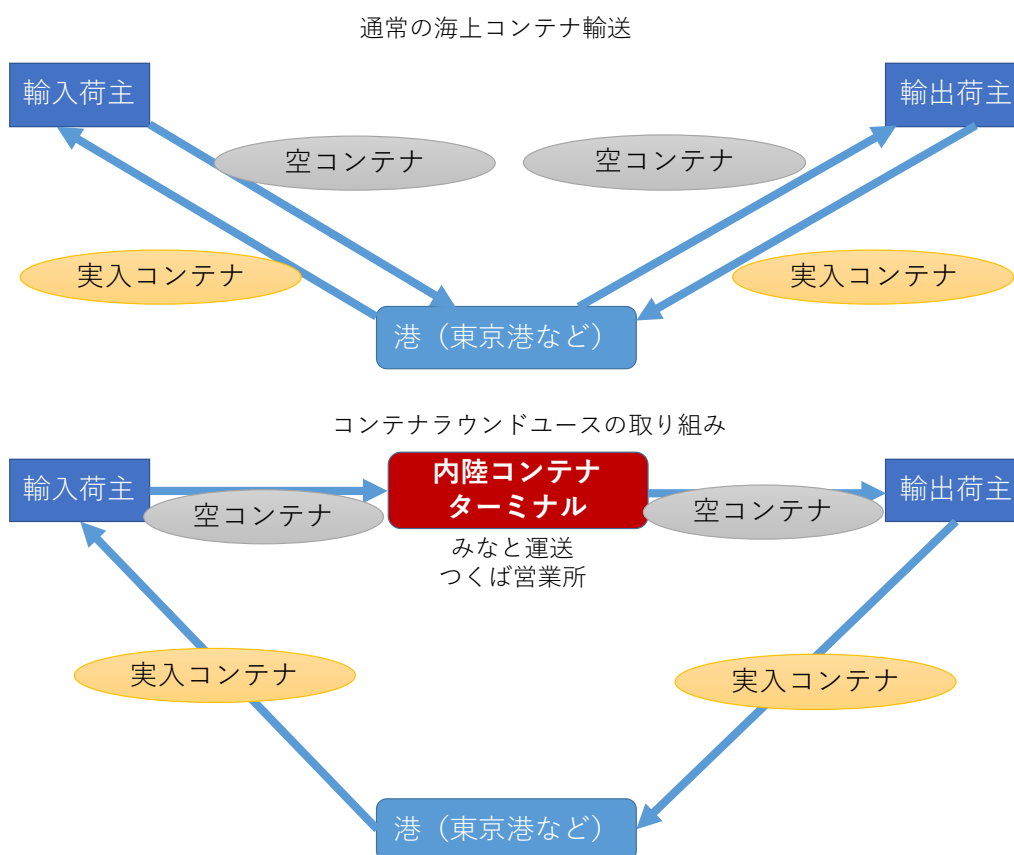 通常の海上コンテナ輸送
輸入荷主
輸出荷主
空コンテナ
空コンテナ
実入コンテナ
実入コンテナ
港（東京港など）
コンテナラウンドユースの取り組み
輸入荷主
内陸コンテナ
ターミナル
輸出荷主
空コンテナ
空コンテナ
みなと運送
つくば営業所
実入コンテナ
実入コンテナ
港（東京港など）